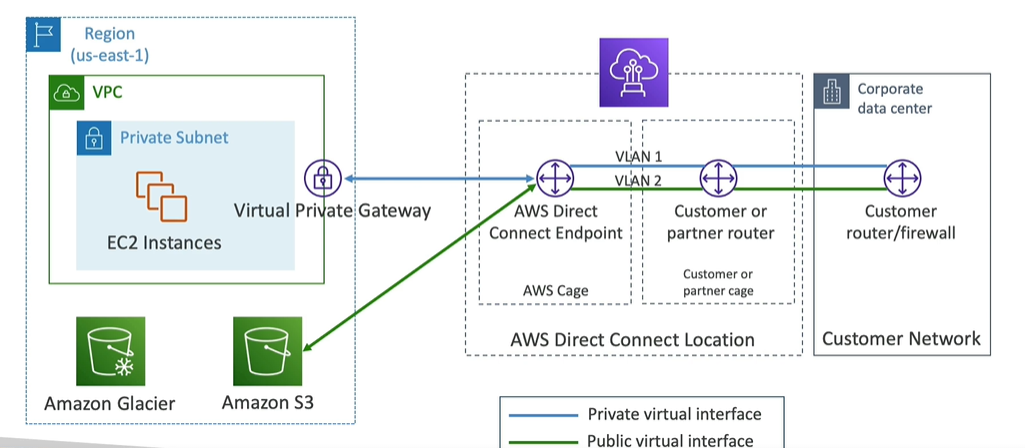 Region
(us-east-1)
VPC
Private Subnet
EC2 Instances
Virtual Private Gateway
Amazon Glacier
Amazon S3
VLAN 1
VLAN 2
AWS Direct
Connect Endpoint
AWS Cage
Customer or
partner router
Customer or
partner cage
AWS Direct Connect Location
Corporate
data center
Customer
router/firewall
Customer Network
Private virtual interface
Public virtual interface